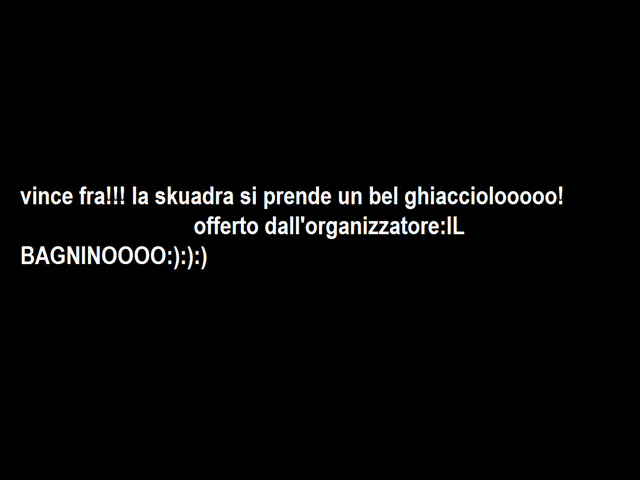 vince fra!!! la skuadra si prende un bel ghiacciolooooo!
offerto dall'organizzatore:IL
BAGNINOOOO:):):)